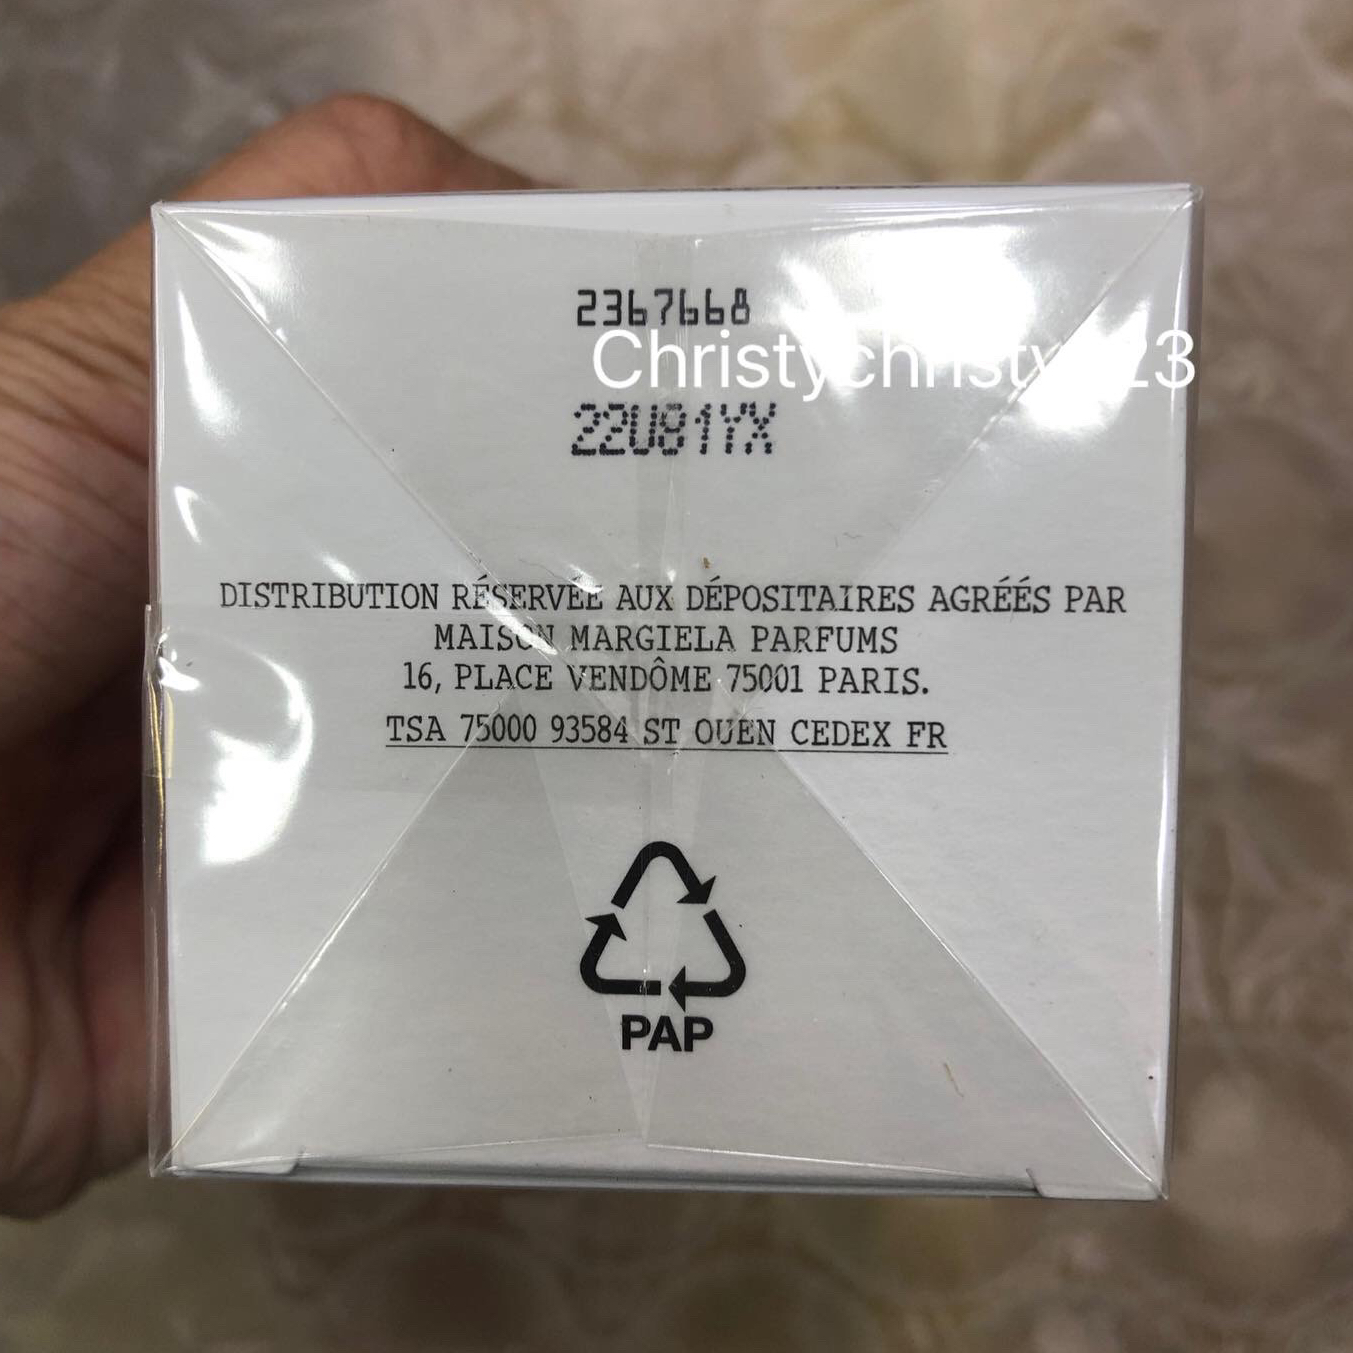 2367668
22U81YX
DISTRIBUTION RÉSERVÉE AUX DÉPOSITAIRES AGRÉÉS PAR
MAISON MARGIELA PARFUMS
16, PLACE VENDÔME 75001 PARIS.
TSA 75000 93584 ST OUEN CEDEX FR
PAP